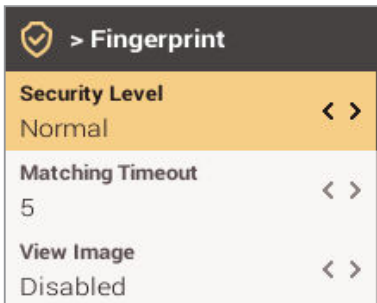 > Fingerprint
Security Level
Normal
Matching Timeout
5
View Image
Disabled